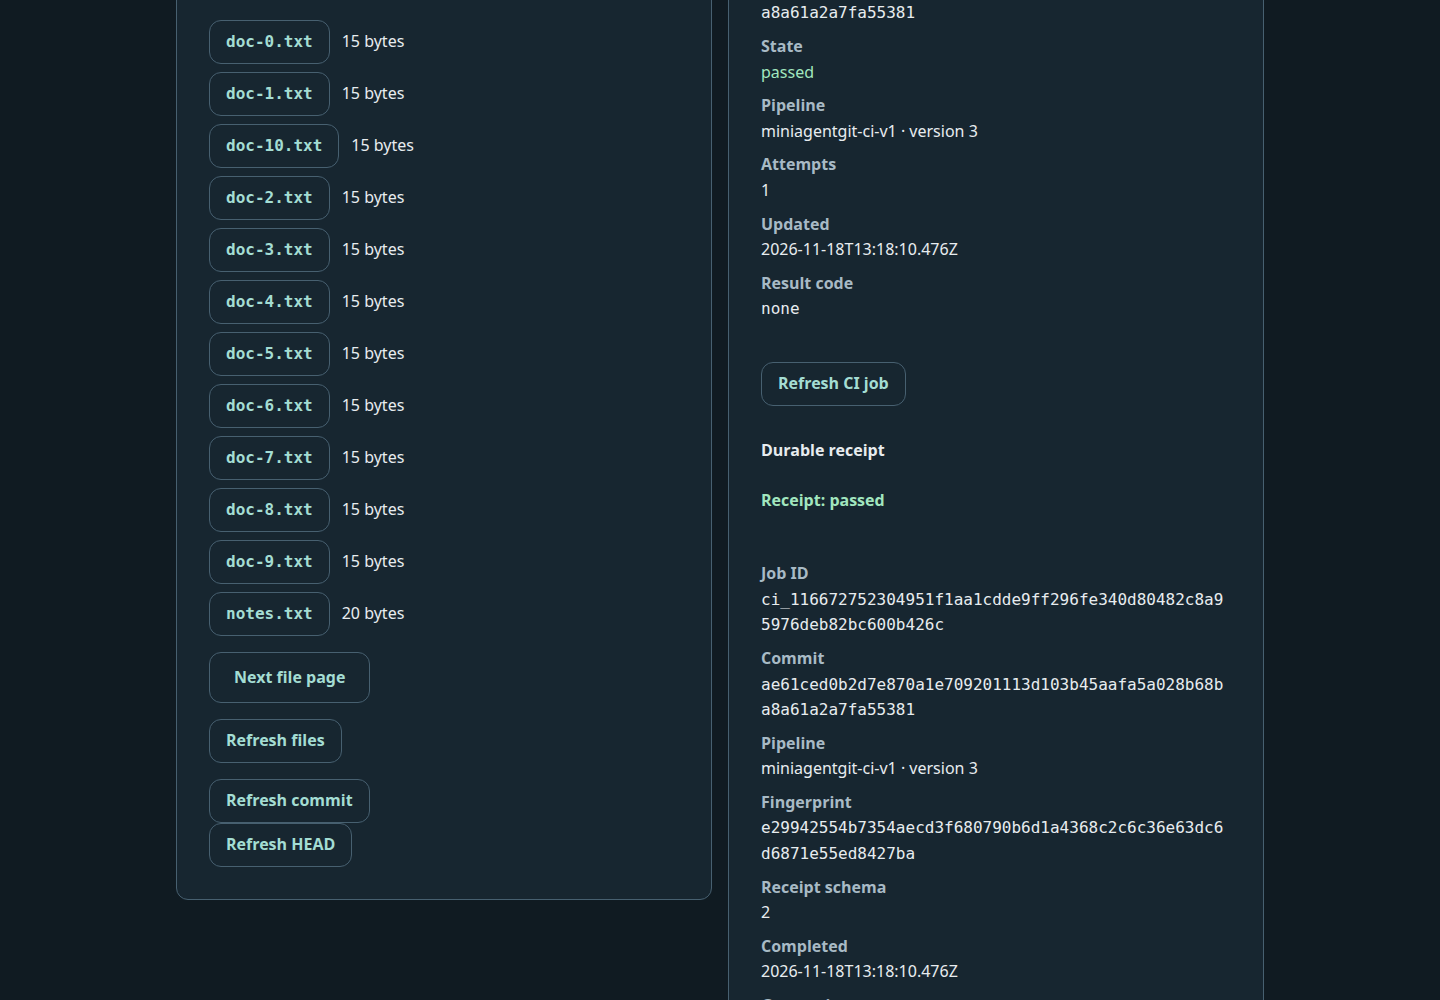 doc-0.txt 15 bytes
doc-1.txt 15 bytes
doc-10.txt 15 bytes
doc-2.txt 15 bytes
doc-3.txt 15 bytes
doc-4.txt 15 bytes
doc-5.txt 15 bytes
doc-6.txt 15 bytes
doc-7.txt 15 bytes
doc-8.txt 15 bytes
doc-9.txt 15 bytes
notes.txt 20 bytes
Next file page
Refresh files
Refresh commit
Refresh HEAD
a8a61a2a7fa55381
State
passed
Pipeline
miniagentgit-ci-v1 · version 3
Attempts
1
Updated
2026-11-18T13:18:10.476Z
Result code
none
Refresh CI job
Durable receipt
Receipt: passed
Job ID
ci_116672752304951f1aa1cdde9ff296fe340d80482c8a9
5976deb82bc600b426c
Commit
ae61ced0b2d7e870a1e709201113d103b45aafa5a028b68b
a8a61a2a7fa55381
Pipeline
miniagentgit-ci-v1 · version 3
Fingerprint
e29942554b7354aecd3f680790b6d1a4368c2c6c36e63dc6
d6871e55ed8427ba
Receipt schema
2
Completed
2026-11-18T13:18:10.476Z